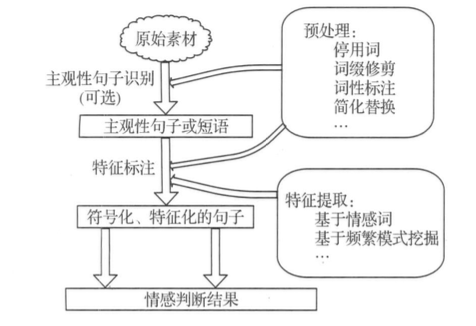 原始素材
主观性句子识别
(可选)
主观性句子或短语
特征标注
符号化、特征化的句子
情感判断结果
预处理:
停用词
词缀修剪
词性标注
简化替换
…
特征提取:
基于情感词
基于频繁模式挖掘
…